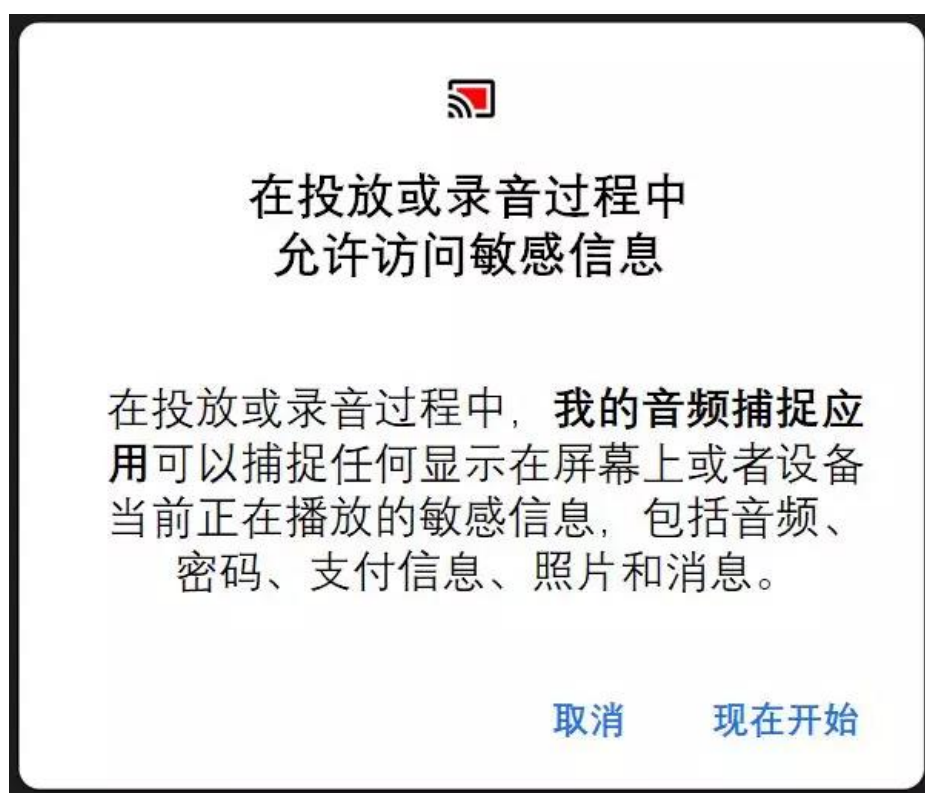 在投放或录音过程中
允许访问敏感信息
在投放或录音过程中，我的音频捕捉应
用可以捕捉任何显示在屏幕上或者设备
当前正在播放的敏感信息，包括音频、
密码、支付信息、照片和消息。
取消 现在开始